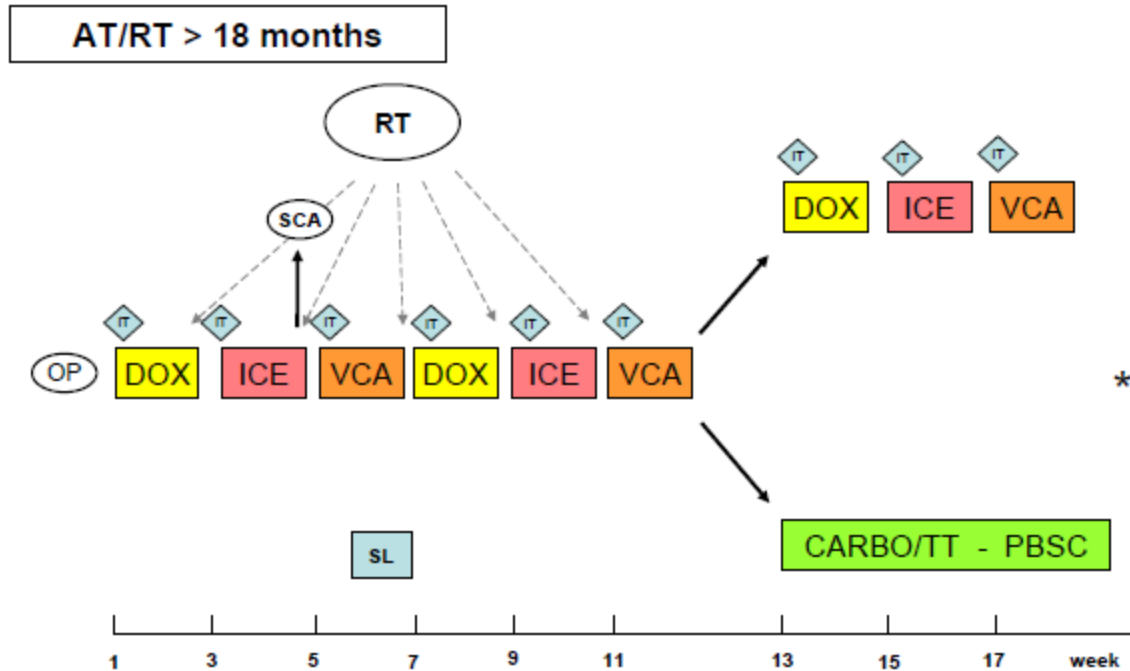 AT/RT > 18 months
RT
SCA
IT IT IT
DOX ICE VCA
IT IT IT IT IT IT
OP DOX ICE VCA DOX ICE VCA
*
SL
CARBO/TT - PBSC
1 3 5 7 9 11 13 15 17 week